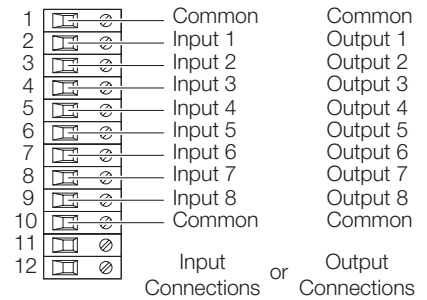 1 Common Common
2 Input 1 Output 1
3 Input 2 Output 2
4 Input 3 Output 3
5 Input 4 Output 4
6 Input 5 Output 5
7 Input 6 Output 6
8 Input 7 Output 7
9 Input 8 Output 8
10 Common Common
11
12
Input Connections or Output Connections